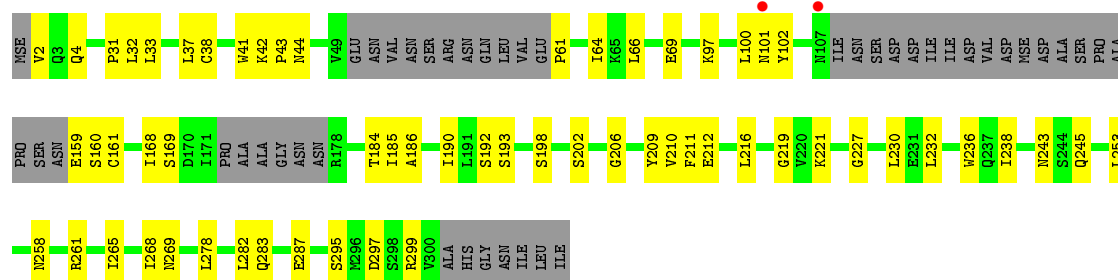 MSE V2 Q3 Q4 P31 L32 L33 L37 C38 W41 K42 P43 N44 V49 GLU ASN VAL ASN SER ARG ASN GLN LEU VAL GLU P61 I64 K65 L66 E69 K97 L100 N101 Y102 N107 ILE ASN SER ASP ASP ILE ILE ASP VAL ASP MSE ASP ALA SER PRO ALA
PRO SER ASN E159 S160 C161 I168 S169 D170 I171 PRO ALA ALA GLY ASN ASN R178 T184 I185 A186 I190 L191 S192 S193 S198 S202 G206 Y209 V210 F211 E212 L216 G219 V220 K221 G227 L230 E231 L232 W236 Q237 I238 N243 S244 Q245 L253
N258 R261 I265 I268 N269 L278 L282 Q283 E287 S295 M296 D297 S298 R299 V300 ALA HIS GLY ASN ILE LEU ILE